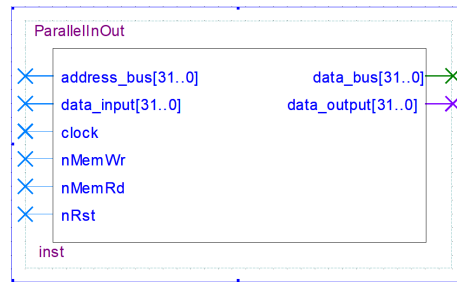 ParallelInOut
address_bus[31..0] data_bus[31..0]
data_input[31..0] data_output[31..0]
clock
nMemWr
nMemRd
nRst
inst